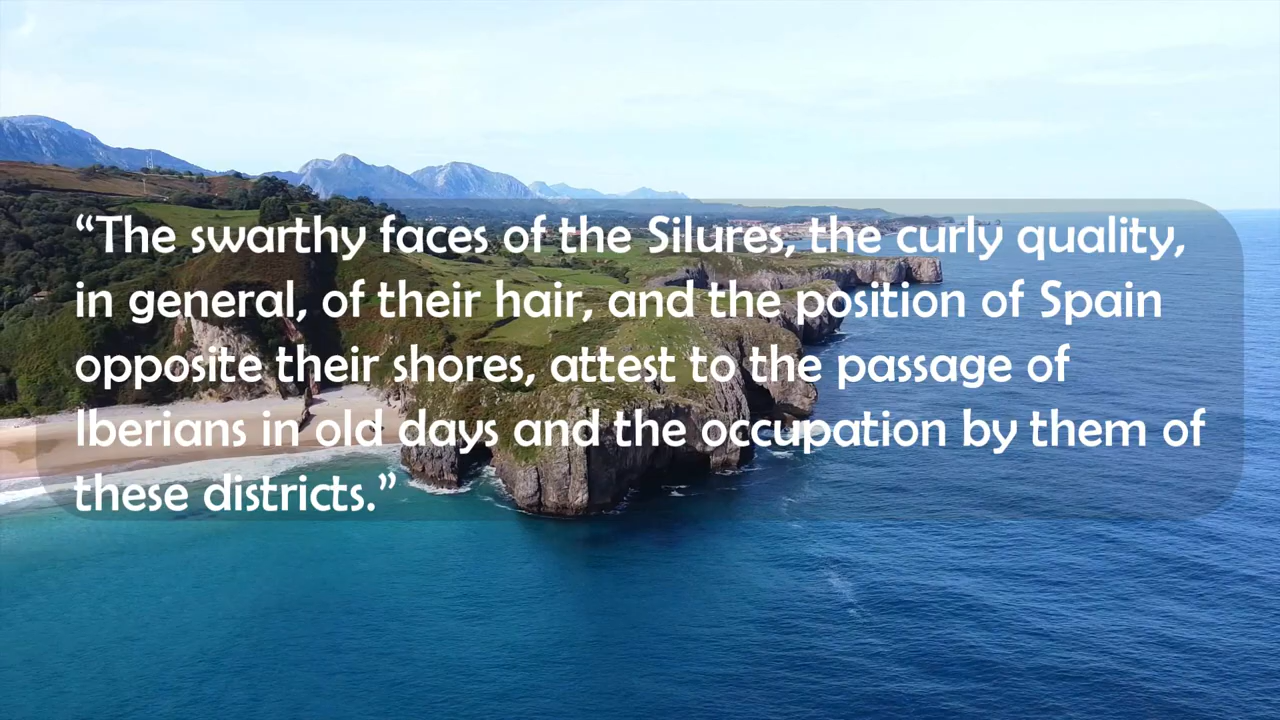 “The swarthy faces of the Silures, the curly quality,
in general, of their hair, and the position of Spain
opposite their shores, attest to the passage of
Iberians in old days and the occupation by them of
these districts.”